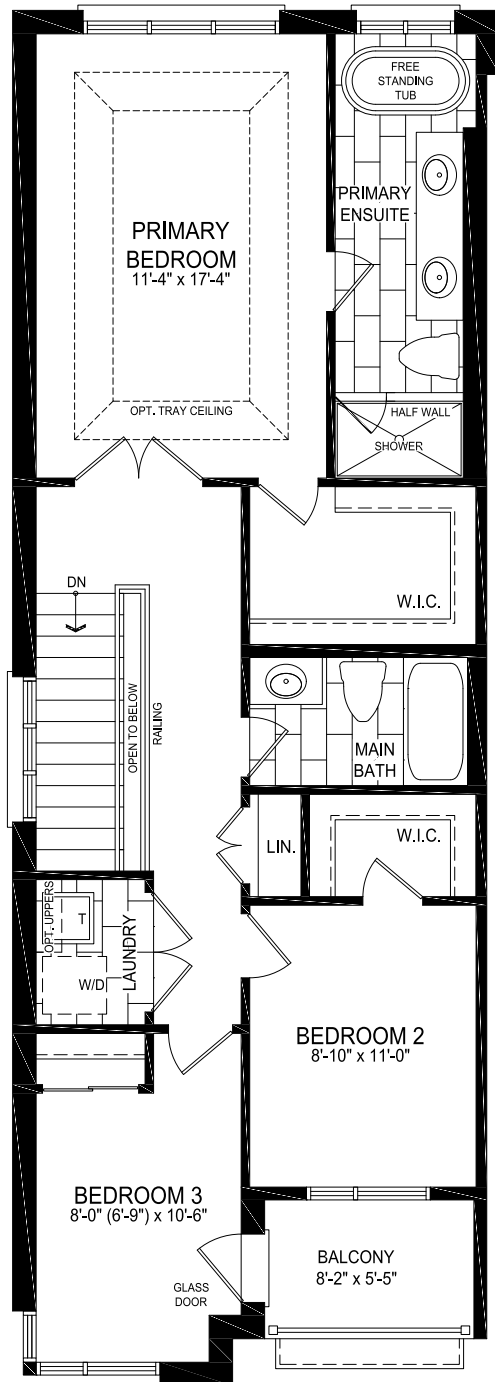 FREE
STANDING
TUB
PRIMARY
ENSUITE
PRIMARY
BEDROOM
11'-4" x 17'-4"
OPT. TRAY CEILING
HALF WALL
SHOWER
DN
W.I.C.
OPEN TO BELOW
RAILING
MAIN
BATH
LIN.
W.I.C.
OPT. UPPERS
T
W/D
LAUNDRY
BEDROOM 2
8'-10" x 11'-0"
BEDROOM 3
8'-0" (6'-9") x 10'-6"
GLASS
DOOR
BALCONY
8'-2" x 5'-5"